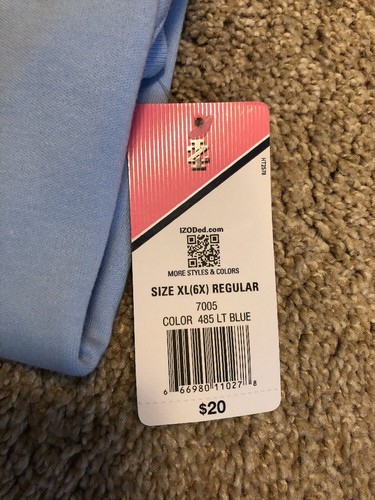 HT2578
IZODed.com
MORE STYLES & COLORS
SIZE XL(6X) REGULAR
7005
COLOR 485 LT BLUE
6 66980 11027 8
$20